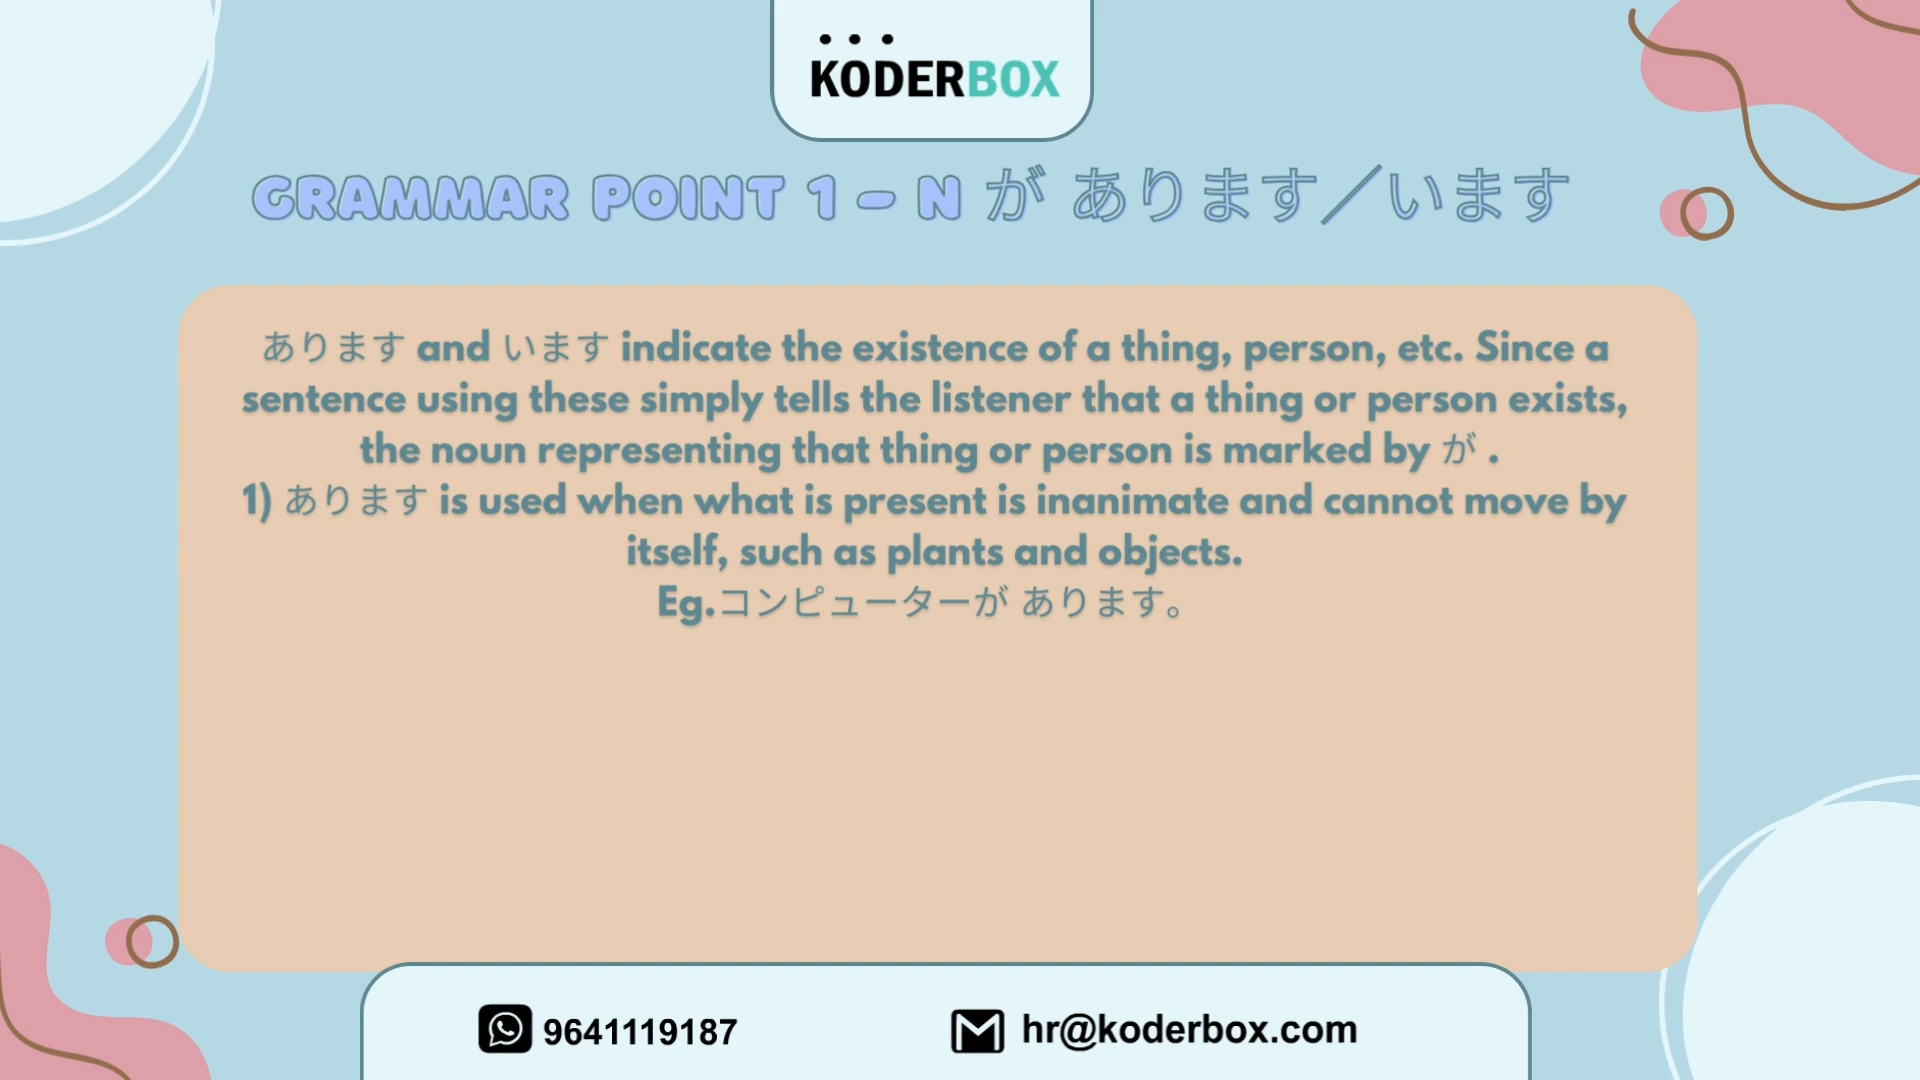 KODERBOX
GRAMMAR POINT 1 – N が あります／います
あります and います indicate the existence of a thing, person, etc. Since a
sentence using these simply tells the listener that a thing or person exists,
the noun representing that thing or person is marked by が .
1) あります is used when what is present is inanimate and cannot move by
itself, such as plants and objects.
Eg.コンピューターが あります。
9641119187
hr@koderbox.com